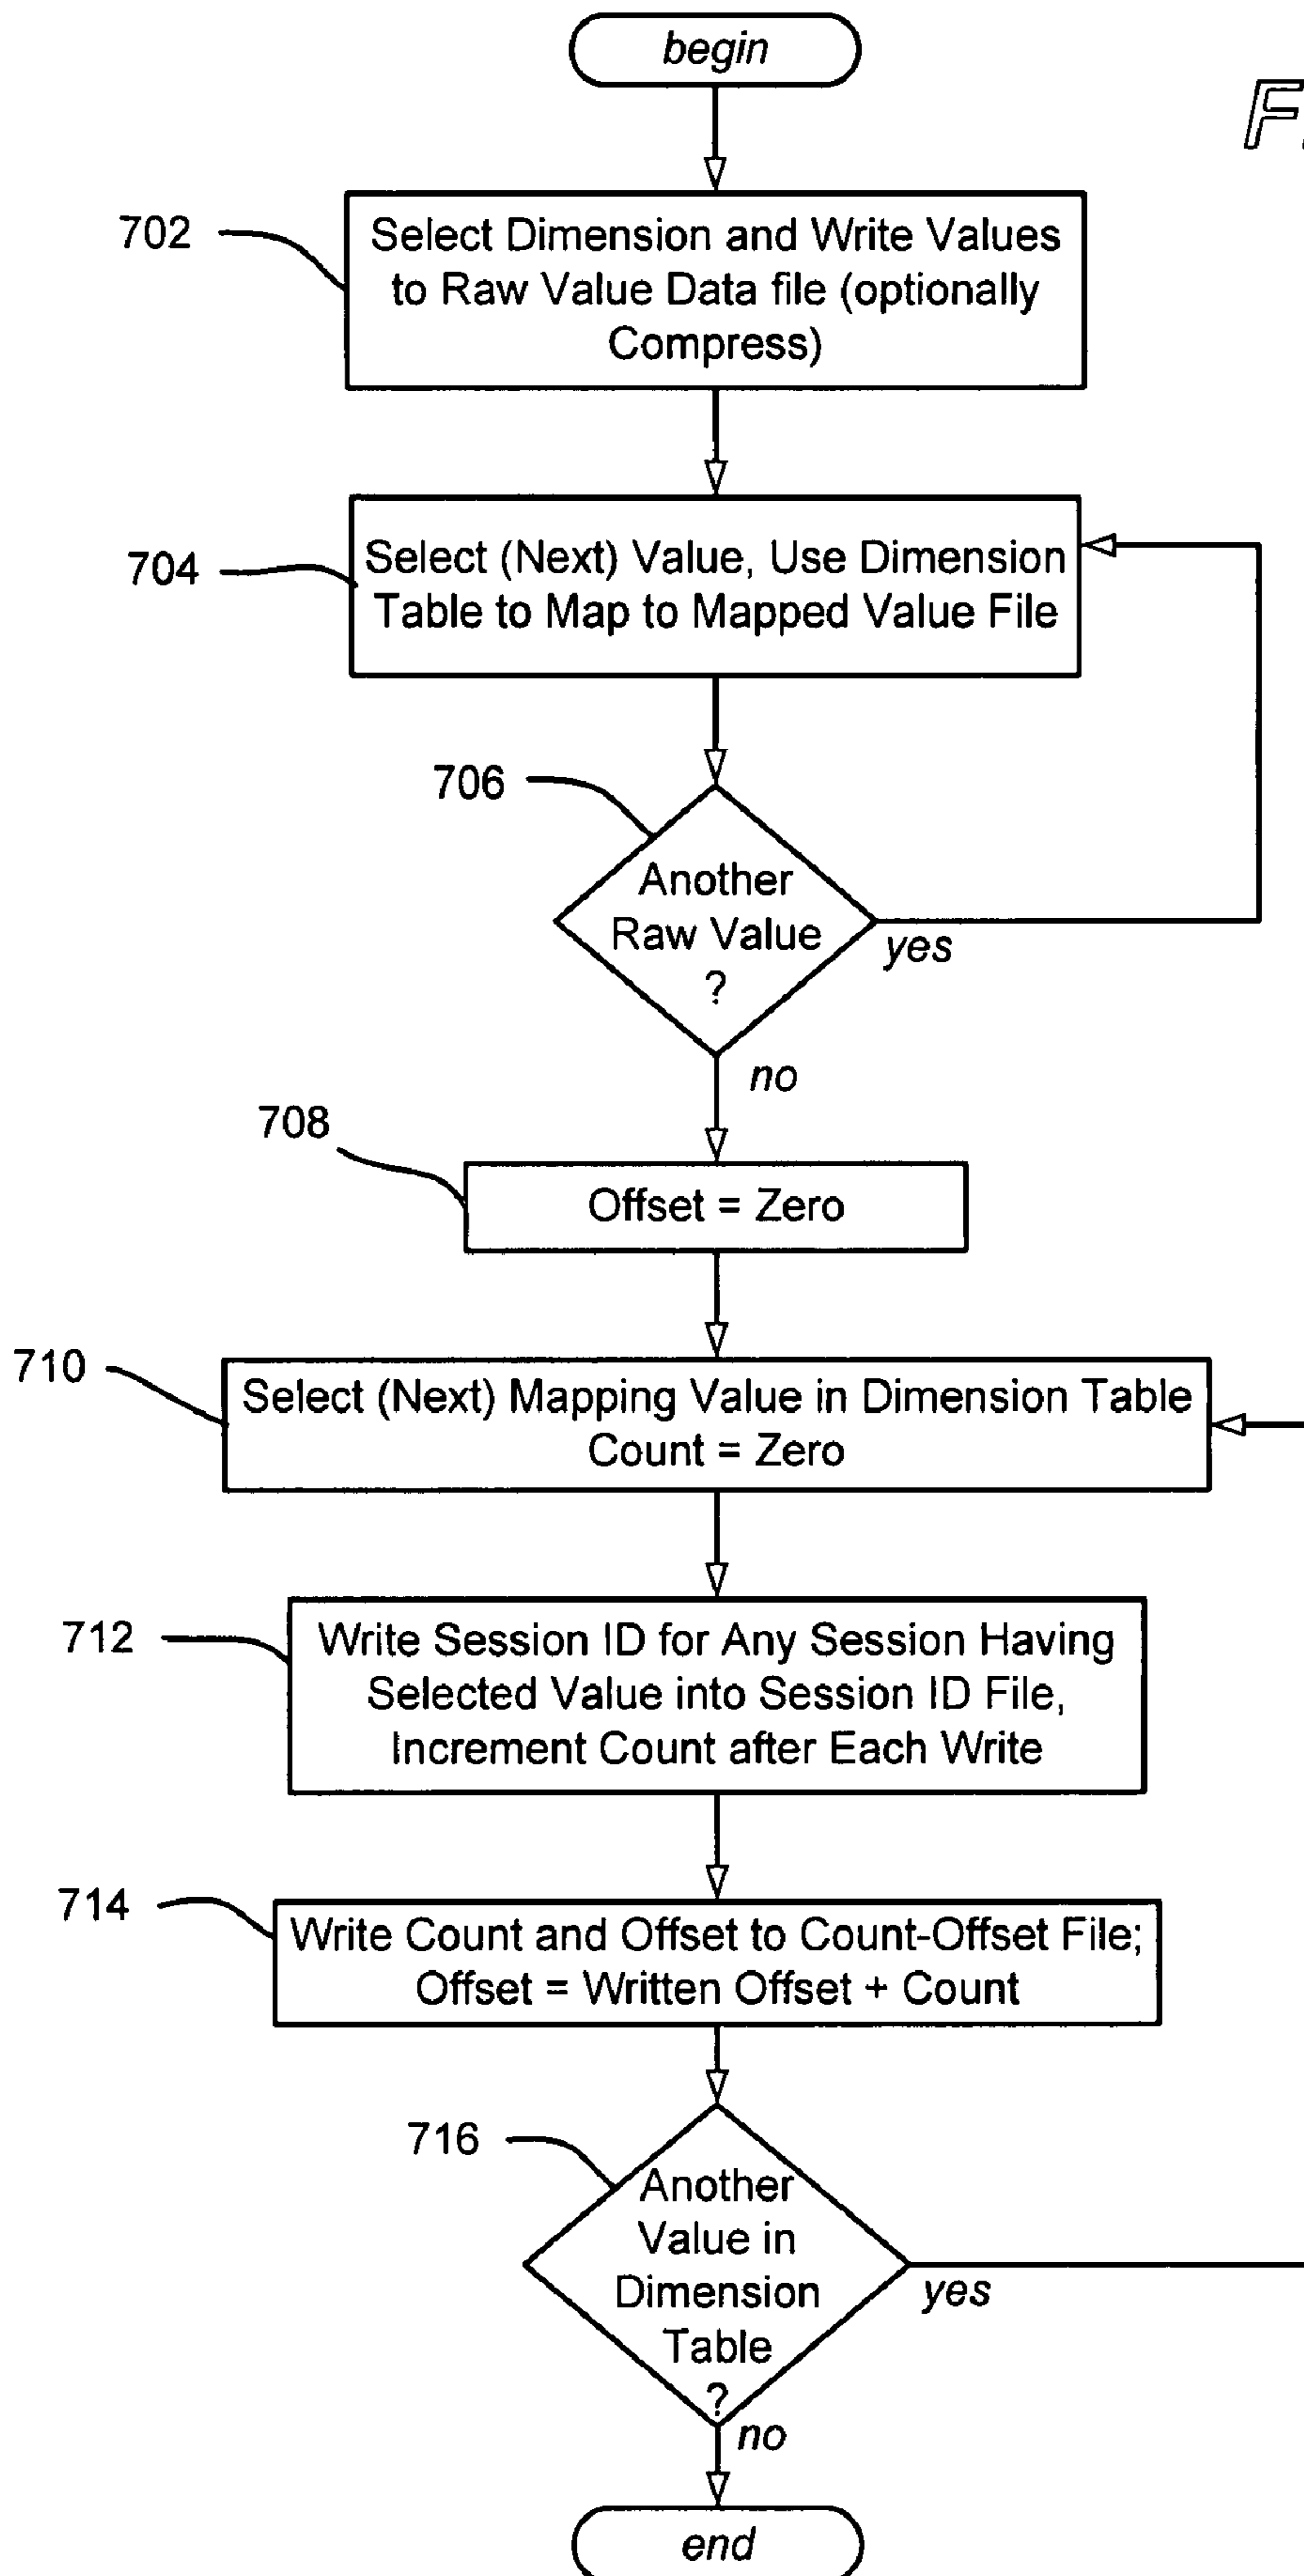 begin
702
Select Dimension and Write Values
to Raw Value Data file (optionally
Compress)
704
Select (Next) Value, Use Dimension
Table to Map to Mapped Value File
706
Another
Raw Value
?
yes
no
708
Offset = Zero
710
Select (Next) Mapping Value in Dimension Table
Count = Zero
712
Write Session ID for Any Session Having
Selected Value into Session ID File,
Increment Count after Each Write
714
Write Count and Offset to Count-Offset File;
Offset = Written Offset + Count
716
Another
Value in
Dimension
Table
?
yes
no
end